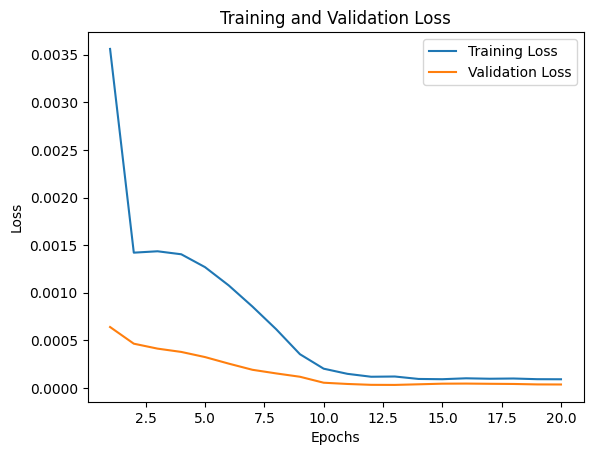 Training and Validation Loss
Training Loss
Validation Loss
0.0035
0.0030
0.0025
0.0020
0.0015
0.0010
0.0005
0.0000
Loss
2.5 5.0 7.5 10.0 12.5 15.0 17.5 20.0
Epochs